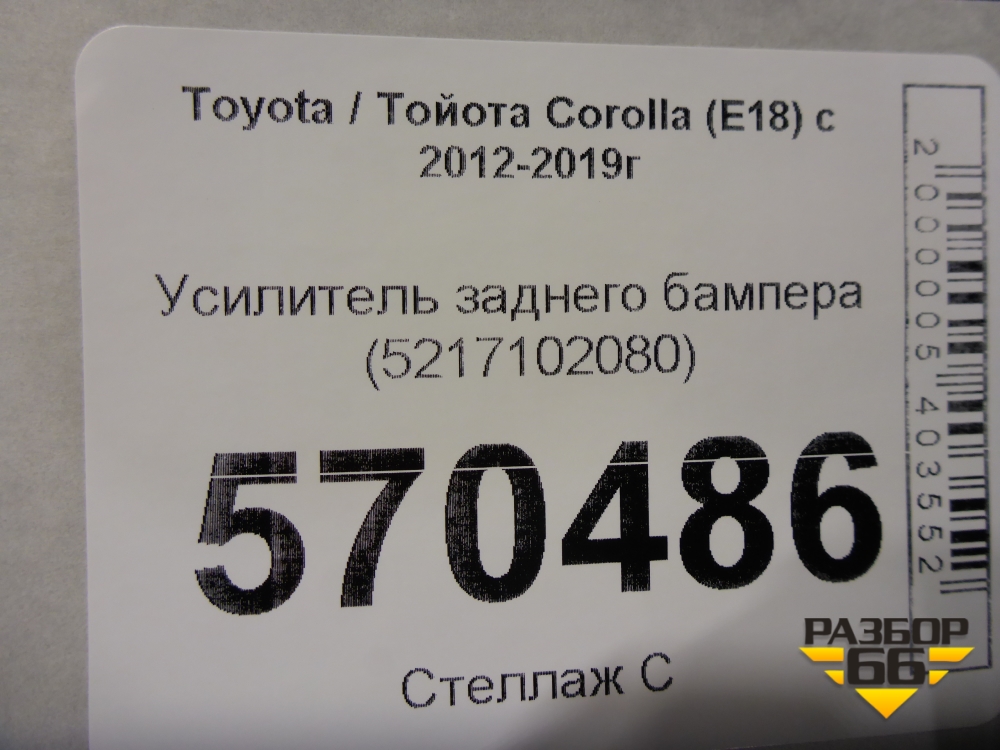 Toyota / Тойота Corolla (E18) с
2012-2019г
Усилитель заднего бампера
(5217102080)
570486
Стеллаж С
2000005403552
РАЗБОР
66